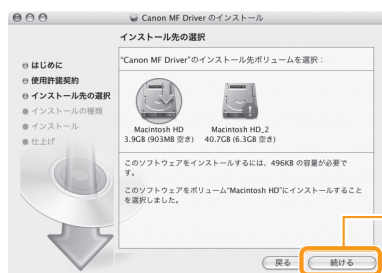 Canon MF Driver のインストール
インストール先の選択
"Canon MF Driver"のインストール先ボリュームを選択：
はじめに
使用許諾契約
インストール先の選択
インストールの種類
インストール
仕上げ
Macintosh HD
3.9GB (903MB 空き)
Macintosh HD_2
40.7GB (6.3GB 空き)
このソフトウェアをインストールするには、496KB の容量が必要で
す。
このソフトウェアをボリューム"Macintosh HD"にインストールすること
を選択しました。
戻る
続ける